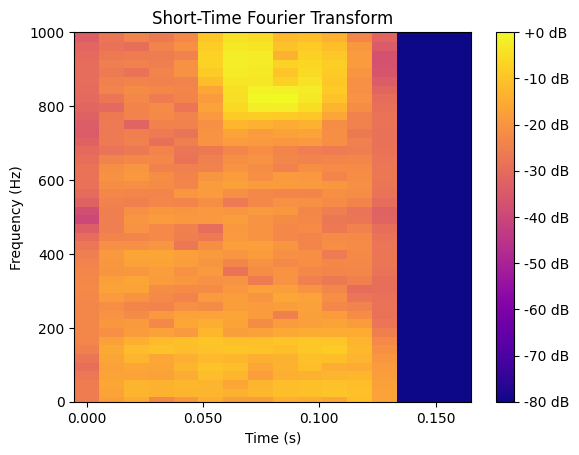 Short-Time Fourier Transform
1000
800
600
400
200
0
Frequency (Hz)
0.000
0.050
0.100
0.150
Time (s)
+0 dB
-10 dB
-20 dB
-30 dB
-40 dB
-50 dB
-60 dB
-70 dB
-80 dB